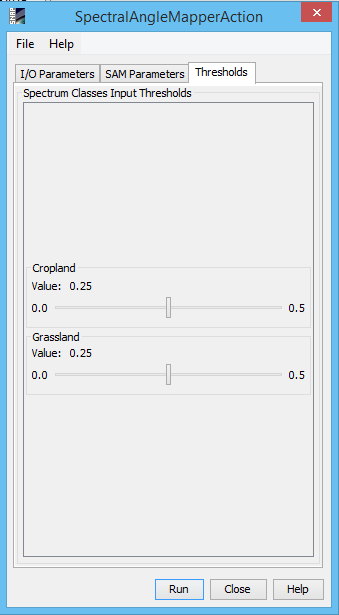 SpectralAngleMapperAction
File Help
I/O Parameters SAM Parameters Thresholds
Spectrum Classes Input Thresholds
Cropland
Value: 0.25
0.0 0.5
Grassland
Value: 0.25
0.0 0.5
Run Close Help